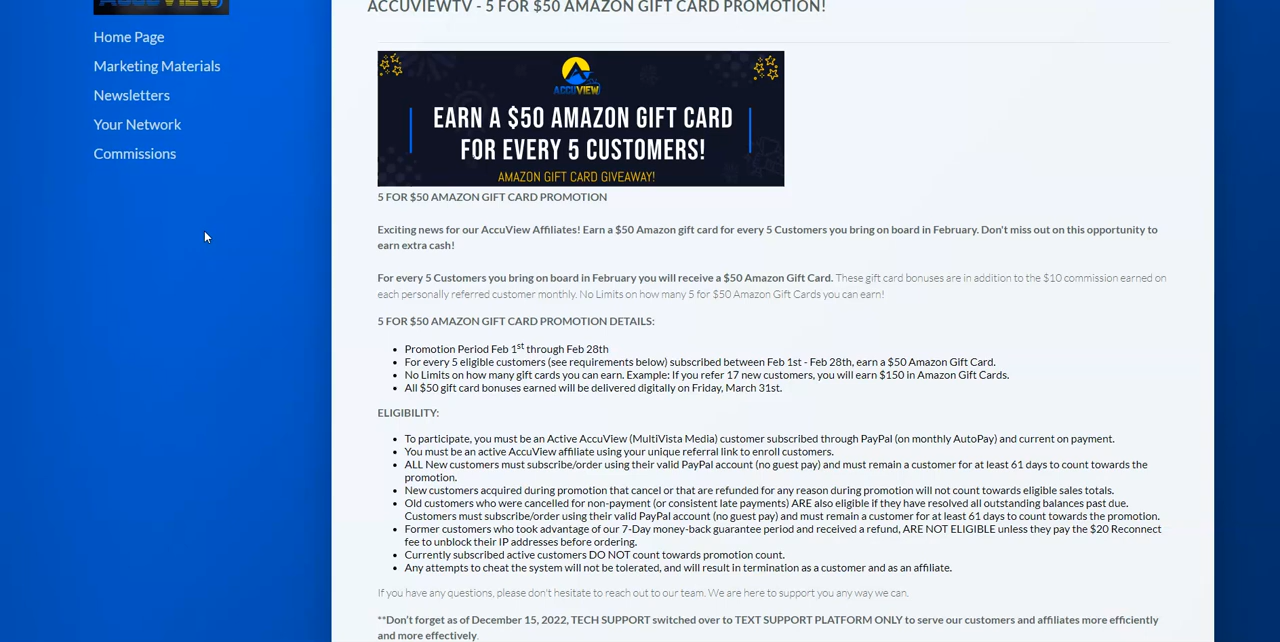 ACCUVIEW
ACCUVIEWTV - 5 FOR $50 AMAZON GIFT CARD PROMOTION!
Home Page
Marketing Materials
Newsletters
Your Network
Commissions
ACCUVIEW
EARN A $50 AMAZON GIFT CARD
FOR EVERY 5 CUSTOMERS!
AMAZON GIFT CARD GIVEAWAY!
5 FOR $50 AMAZON GIFT CARD PROMOTION
Exciting news for our AccuView Affiliates! Earn a $50 Amazon gift card for every 5 Customers you bring on board in February. Don't miss out on this opportunity to
earn extra cash!
For every 5 Customers you bring on board in February you will receive a $50 Amazon Gift Card. These gift card bonuses are in addition to the $10 commission earned on
each personally referred customer monthly. No Limits on how many 5 for $50 Amazon Gift Cards you can earn!
5 FOR $50 AMAZON GIFT CARD PROMOTION DETAILS:
• Promotion Period Feb 1st through Feb 28th
• For every 5 eligible customers (see requirements below) subscribed between Feb 1st - Feb 28th, earn a $50 Amazon Gift Card.
• No Limits on how many gift cards you can earn. Example: If you refer 17 new customers, you will earn $150 in Amazon Gift Cards.
• All $50 gift card bonuses earned will be delivered digitally on Friday, March 31st.
ELIGIBILITY:
• To participate, you must be an Active AccuView (MultiVista Media) customer subscribed through PayPal (on monthly AutoPay) and current on payment.
• You must be an active AccuView affiliate using your unique referral link to enroll customers.
• ALL New customers must subscribe/order using their valid PayPal account (no guest pay) and must remain a customer for at least 61 days to count towards the
promotion.
• New customers acquired during promotion that cancel or that are refunded for any reason during promotion will not count towards eligible sales totals.
• Old customers who were cancelled for non-payment (or consistent late payments) ARE also eligible if they have resolved all outstanding balances past due.
Customers must subscribe/order using their valid PayPal account (no guest pay) and must remain a customer for at least 61 days to count towards the promotion.
• Former customers who took advantage of our 7-Day money-back guarantee period and received a refund, ARE NOT ELIGIBLE unless they pay the $20 Reconnect
fee to unblock their IP addresses before ordering.
• Currently subscribed active customers DO NOT count towards promotion count.
• Any attempts to cheat the system will not be tolerated, and will result in termination as a customer and as an affiliate.
If you have any questions, please don't hesitate to reach out to our team. We are here to support you any way we can.
**Don't forget as of December 15, 2022, TECH SUPPORT switched over to TEXT SUPPORT PLATFORM ONLY to serve our customers and affiliates more efficiently
and more effectively.